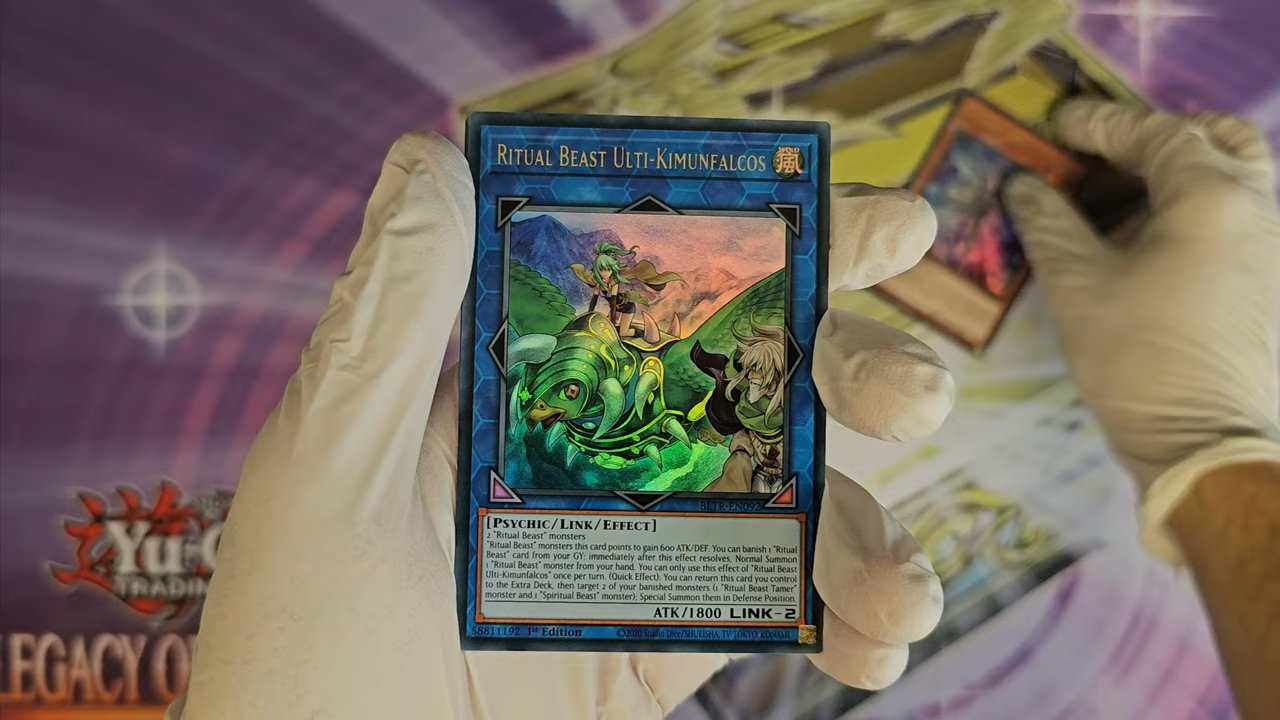 Ritual Beast Ulti-Kimunfalcos
WIND
風
BLTR-EN092
[Psychic/Link/Effect]
2 "Ritual Beast" monsters
"Ritual Beast" monsters this card points to gain 600 ATK/DEF. You can banish 1 "Ritual
Beast" card from your GY; immediately after this effect resolves, Normal Summon
1 "Ritual Beast" monster from your hand. You can only use this effect of "Ritual Beast
Ulti-Kimunfalcos" once per turn. (Quick Effect): You can return this card you control
to the Extra Deck, then target 2 of your banished monsters (1 "Ritual Beast Tamer"
monster and 1 "Spiritual Beast" monster); Special Summon them in Defense Position.
ATK/1800 LINK-2
58811192 1st Edition ©2020 Studio Dice/SHUEISHA, TV TOKYO, KONAMI
LEGACY